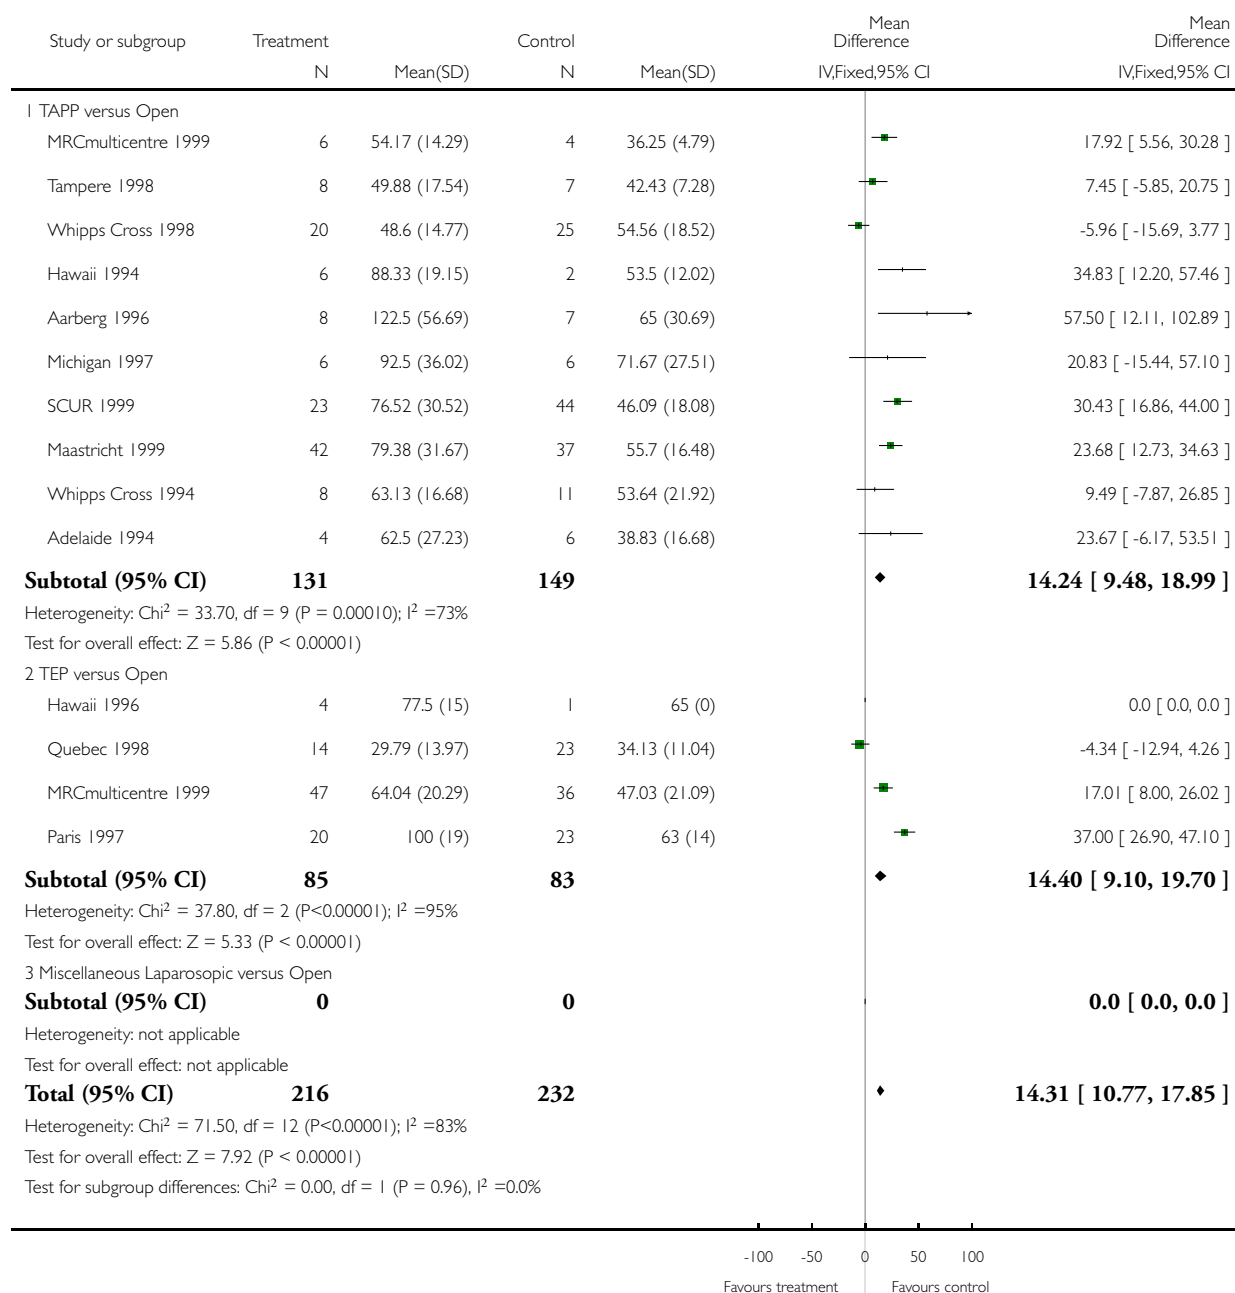 Study or subgroup Treatment Control Mean Difference Mean Difference
N Mean(SD) N Mean(SD) IV,Fixed,95% CI IV,Fixed,95% CI
1 TAPP versus Open
MRCmulticentre 1999 6 54.17 (14.29) 4 36.25 (4.79) 17.92 [ 5.56, 30.28 ]
Tampere 1998 8 49.88 (17.54) 7 42.43 (7.28) 7.45 [ -5.85, 20.75 ]
Whipps Cross 1998 20 48.6 (14.77) 25 54.56 (18.52) -5.96 [ -15.69, 3.77 ]
Hawaii 1994 6 88.33 (19.15) 2 53.5 (12.02) 34.83 [ 12.20, 57.46 ]
Aarberg 1996 8 122.5 (56.69) 7 65 (30.69) 57.50 [ 12.11, 102.89 ]
Michigan 1997 6 92.5 (36.02) 6 71.67 (27.51) 20.83 [ -15.44, 57.10 ]
SCUR 1999 23 76.52 (30.52) 44 46.09 (18.08) 30.43 [ 16.86, 44.00 ]
Maastricht 1999 42 79.38 (31.67) 37 55.7 (16.48) 23.68 [ 12.73, 34.63 ]
Whipps Cross 1994 8 63.13 (16.68) 11 53.64 (21.92) 9.49 [ -7.87, 26.85 ]
Adelaide 1994 4 62.5 (27.23) 6 38.83 (16.68) 23.67 [ -6.17, 53.51 ]
Subtotal (95% CI) 131 149 14.24 [ 9.48, 18.99 ]
Heterogeneity: Chi² = 33.70, df = 9 (P = 0.00010); I² =73%
Test for overall effect: Z = 5.86 (P < 0.00001)
2 TEP versus Open
Hawaii 1996 4 77.5 (15) 1 65 (0) 0.0 [ 0.0, 0.0 ]
Quebec 1998 14 29.79 (13.97) 23 34.13 (11.04) -4.34 [ -12.94, 4.26 ]
MRCmulticentre 1999 47 64.04 (20.29) 36 47.03 (21.09) 17.01 [ 8.00, 26.02 ]
Paris 1997 20 100 (19) 23 63 (14) 37.00 [ 26.90, 47.10 ]
Subtotal (95% CI) 85 83 14.40 [ 9.10, 19.70 ]
Heterogeneity: Chi² = 37.80, df = 2 (P<0.00001); I² =95%
Test for overall effect: Z = 5.33 (P < 0.00001)
3 Miscellaneous Laparosopic versus Open
Subtotal (95% CI) 0 0 0.0 [ 0.0, 0.0 ]
Heterogeneity: not applicable
Test for overall effect: not applicable
Total (95% CI) 216 232 14.31 [ 10.77, 17.85 ]
Heterogeneity: Chi² = 71.50, df = 12 (P<0.00001); I² =83%
Test for overall effect: Z = 7.92 (P < 0.00001)
Test for subgroup differences: Chi² = 0.00, df = 1 (P = 0.96), I² =0.0%
-100 -50 0 50 100
Favours treatment Favours control